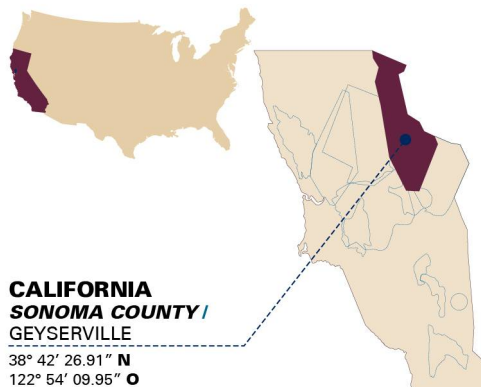 CALIFORNIA
SONOMA COUNTY /
GEYSERVILLE
38° 42′ 26.91″ N
122° 54′ 09.95″ O